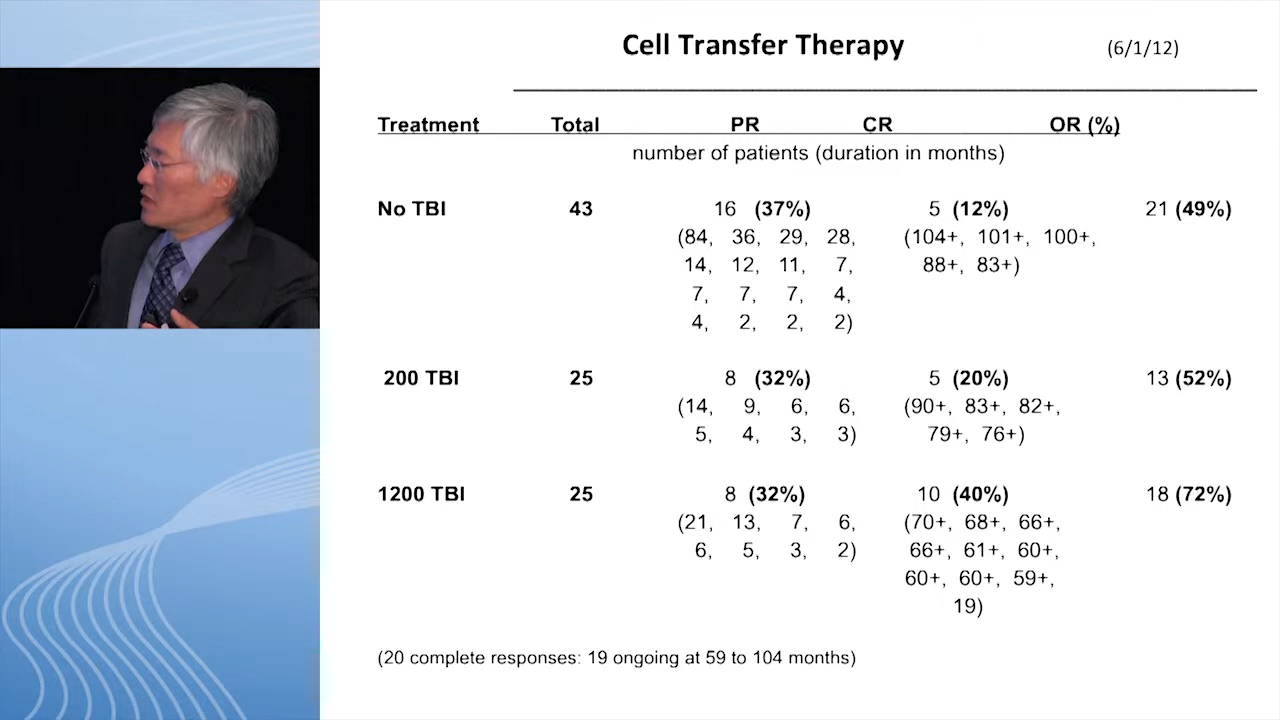 Cell Transfer Therapy (6/1/12)
Treatment Total PR CR OR (%)
number of patients (duration in months)
No TBI 43 16 (37%) 5 (12%) 21 (49%)
(84, 36, 29, 28, (104+, 101+, 100+,
14, 12, 11, 7, 88+, 83+)
7, 7, 7, 4,
4, 2, 2, 2)
200 TBI 25 8 (32%) 5 (20%) 13 (52%)
(14, 9, 6, 6, (90+, 83+, 82+,
5, 4, 3, 3) 79+, 76+)
1200 TBI 25 8 (32%) 10 (40%) 18 (72%)
(21, 13, 7, 6, (70+, 68+, 66+,
6, 5, 3, 2) 66+, 61+, 60+,
60+, 60+, 59+,
19)
(20 complete responses: 19 ongoing at 59 to 104 months)